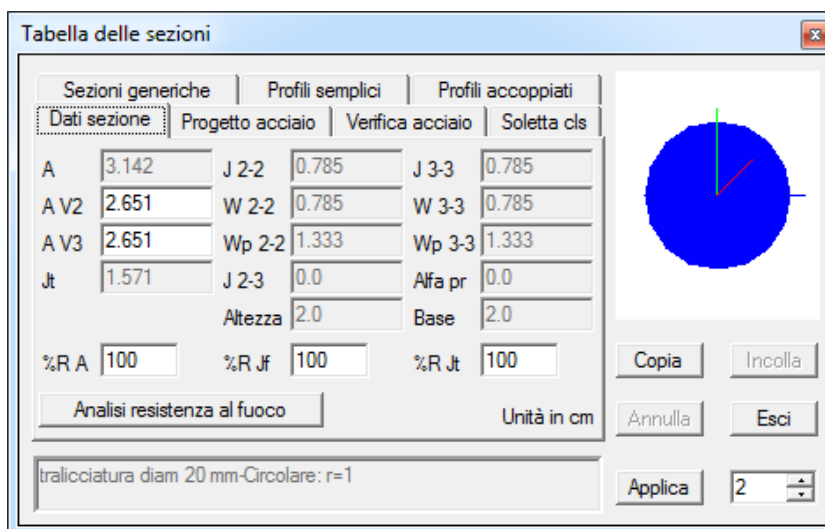 Tabella delle sezioni
Sezioni generiche Profili semplici Profili accoppiati
Dati sezione Progetto acciaio Verifica acciaio Soletta cls
A 3.142 J 2-2 0.785 J 3-3 0.785
A V2 2.651 W 2-2 0.785 W 3-3 0.785
A V3 2.651 Wp 2-2 1.333 Wp 3-3 1.333
Jt 1.571 J 2-3 0.0 Alfa pr 0.0
Altezza 2.0 Base 2.0
%R A 100 %R Jf 100 %R Jt 100
Copia Incolla
Analisi resistenza al fuoco Unità in cm
Annulla Esci
tralicciatura diam 20 mm-Circolare: r=1
Applica 2